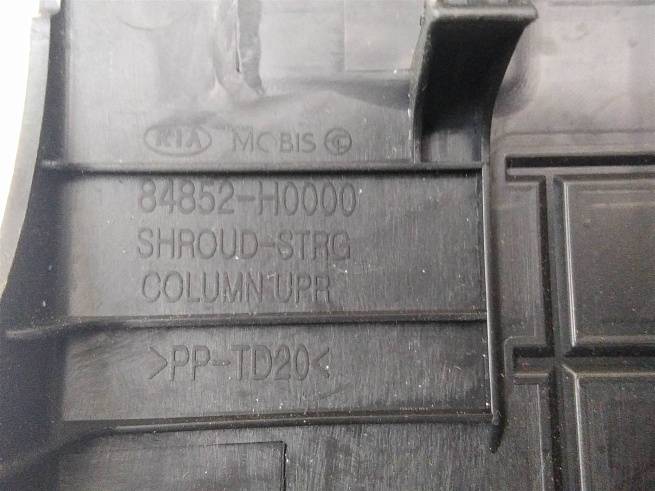 KIA MOBIS
84852-H0000
SHROUD-STRG
COLUMN UPR
>PP-TD20<